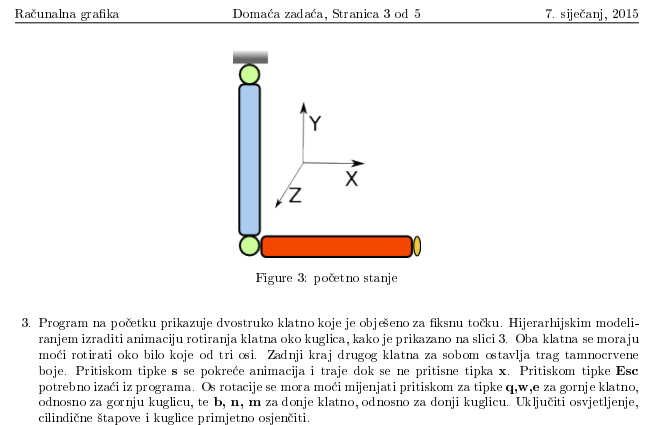 Računalna grafika Domaća zadaća, Stranica 3 od 5 7. siječanj, 2015
Y
X
Z
Figure 3: početno stanje
3. Program na početku prikazuje dvostruko klatno koje je obješeno za fiksnu točku. Hijerarhijskim modeli-
ranjem izraditi animaciju rotiranja klatna oko kuglica, kako je prikazano na slici 3. Oba klatna se moraju
moći rotirati oko bilo koje od tri osi. Zadnji kraj drugog klatna za sobom ostavlja trag tamnocrvene
boje. Pritiskom tipke s se pokreće animacija i traje dok se ne pritisne tipka x. Pritiskom tipke Esc
potrebno izaći iz programa. Os rotacije se mora moći mijenjati pritiskom za tipke q,w,e za gornje klatno,
odnosno za gornju kuglicu, te b, n, m za donje klatno, odnosno za donji kuglicu. Uključiti osvjetljenje,
cilindične štapove i kuglice primjetno osjenčiti.